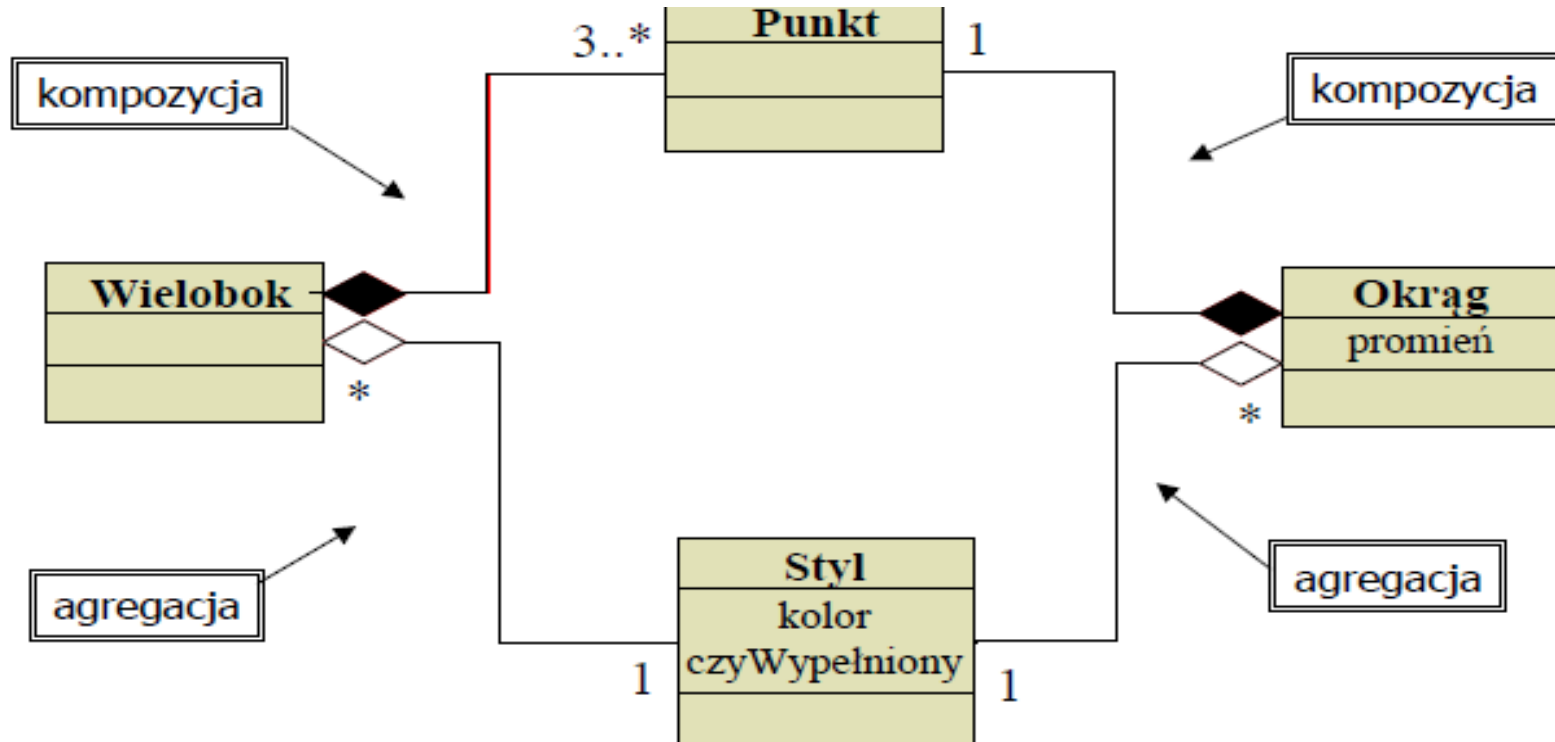 Punkt
3..*
1
kompozycja
kompozycja
Wielobok
*
Okrąg
promień
*
agregacja
agregacja
Styl
kolor
czyWypełniony
1
1